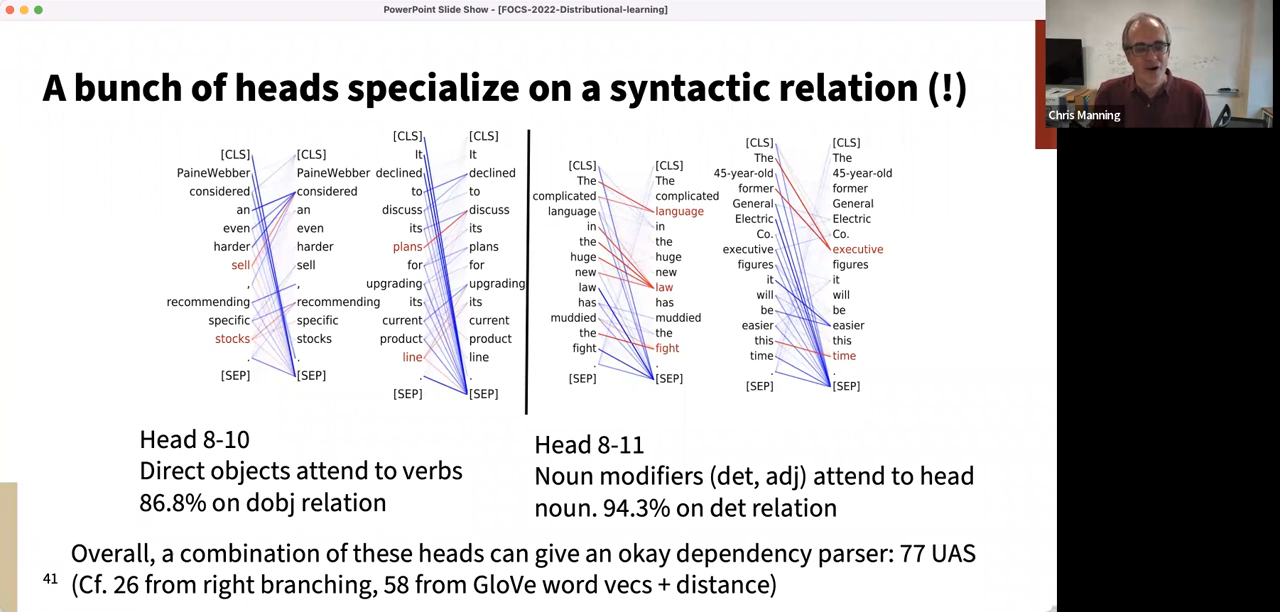 PowerPoint Slide Show - [FOCS-2022-Distributional-learning]
Chris Manning
A bunch of heads specialize on a syntactic relation (!)
[CLS] [CLS]
PaineWebber PaineWebber
considered considered
an an
even even
harder harder
sell sell
, ,
recommending recommending
specific specific
stocks stocks
. .
[SEP] [SEP]
[CLS] [CLS]
It It
declined declined
to to
discuss discuss
its its
plans plans
for for
upgrading upgrading
its its
current current
product product
line line
. .
[SEP] [SEP]
[CLS] [CLS]
The The
complicated complicated
language language
in in
the the
huge huge
new new
law law
has has
muddied muddied
the the
fight fight
. .
[SEP] [SEP]
[CLS] [CLS]
The The
45-year-old 45-year-old
former former
General General
Electric Electric
Co. Co.
executive executive
figures figures
it it
will will
be be
easier easier
this this
time time
. .
[SEP] [SEP]
Head 8-10
Direct objects attend to verbs
86.8% on dobj relation
Head 8-11
Noun modifiers (det, adj) attend to head
noun. 94.3% on det relation
Overall, a combination of these heads can give an okay dependency parser: 77 UAS
(Cf. 26 from right branching, 58 from GloVe word vecs + distance)
41